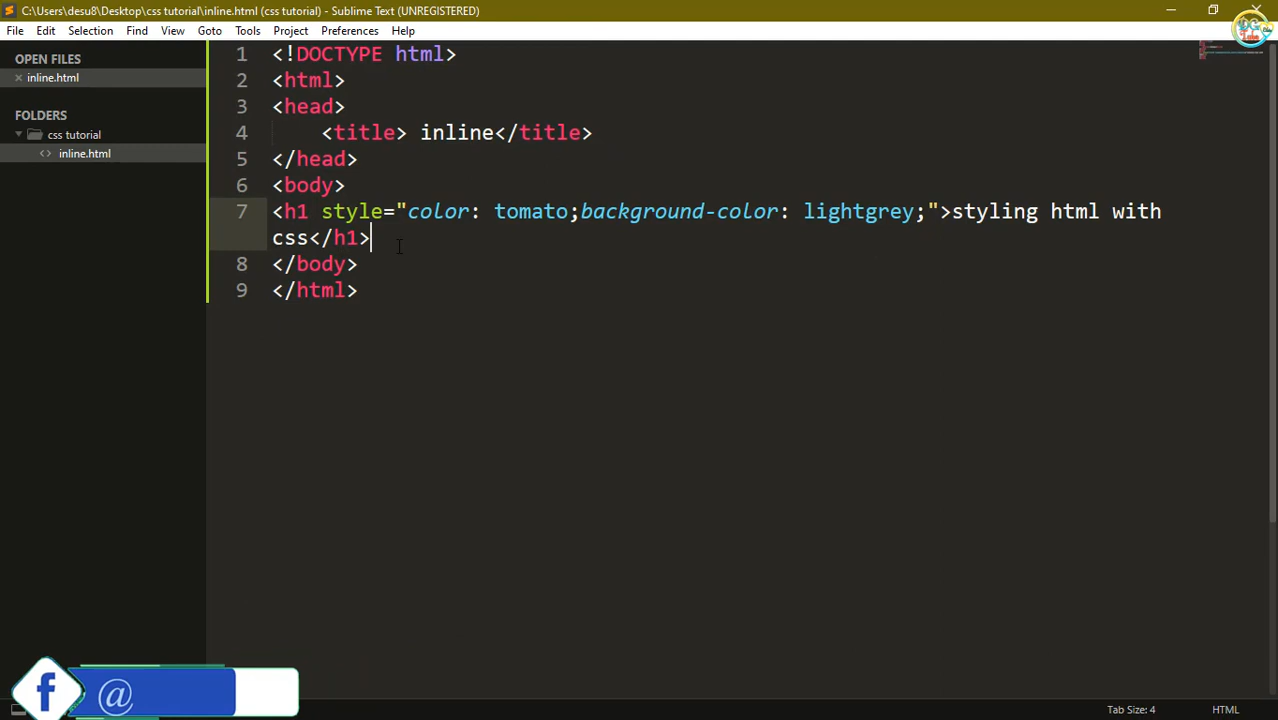 C:\Users\desu8\Desktop\css tutorial\inline.html (css tutorial) - Sublime Text (UNREGISTERED)
File Edit Selection Find View Goto Tools Project Preferences Help
OPEN FILES
inline.html
FOLDERS
css tutorial
inline.html
1 <!DOCTYPE html>
2 <html>
3 <head>
4 <title> inline</title>
5 </head>
6 <body>
7 <h1 style="color: tomato;background-color: lightgrey;">styling html with
css</h1>
8 </body>
9 </html>
f @
Tab Size: 4 HTML